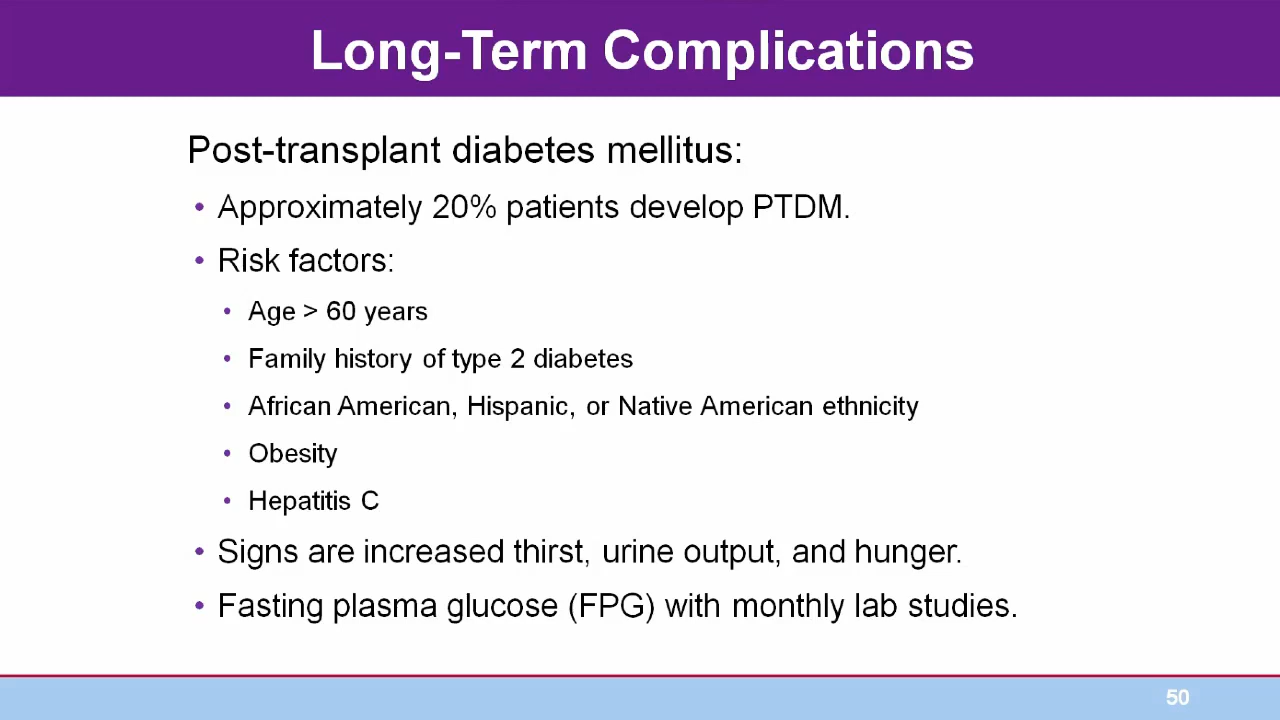 Long-Term Complications
Post-transplant diabetes mellitus:
• Approximately 20% patients develop PTDM.
• Risk factors:
• Age > 60 years
• Family history of type 2 diabetes
• African American, Hispanic, or Native American ethnicity
• Obesity
• Hepatitis C
• Signs are increased thirst, urine output, and hunger.
• Fasting plasma glucose (FPG) with monthly lab studies.
50